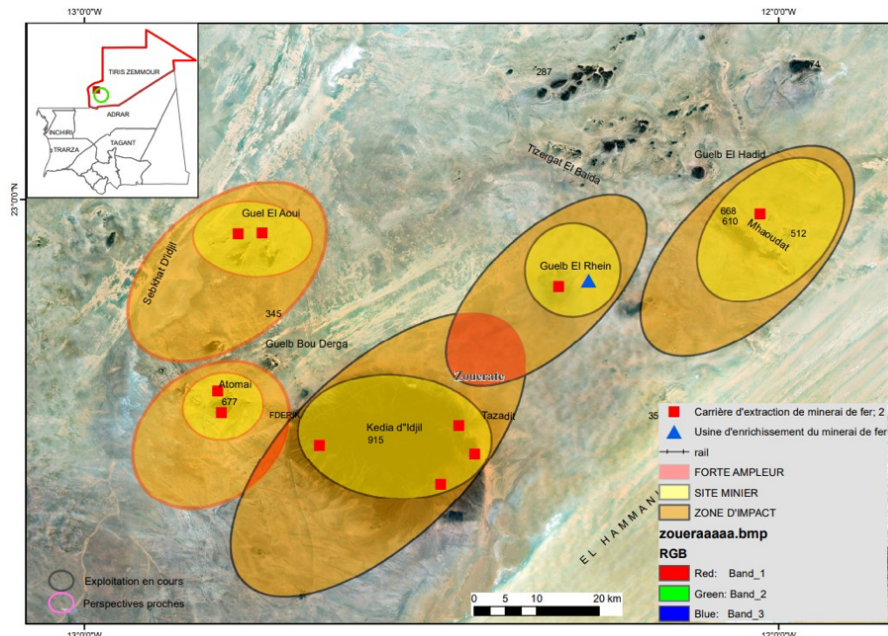 13°0'0"W
12°0'0"W
TIRIS ZEMMOUR
ADRAR
INCHIRI
TRARZA
TAGANT
287
74
Tizergat El Baida
Guelb El Hadid
23°0'0"N
23°0'0"N
Guel El Aoui
Sebkhat D'idjil
668
610
Mhaoudat
512
Guelb El Rhein
345
Guelb Bou Derga
Zouerate
Atomai
677
FDERIK
Tazadit
Kedia d"Idjil
915
35
EL HAMMAN
Carrière d'extraction de minerai de fer; 2
Usine d'enrichissement du minerai de fer
rail
FORTE AMPLEUR
SITE MINIER
ZONE D'IMPACT
zoueraaaaa.bmp
RGB
Red: Band_1
Green: Band_2
Blue: Band_3
Exploitation en cours
Perspectives proches
0 5 10 20 km
13°0'0"W
12°0'0"W